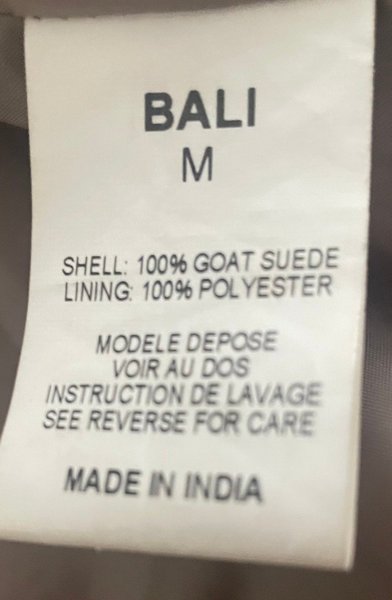 BALI
M
SHELL: 100% GOAT SUEDE
LINING: 100% POLYESTER
MODELE DEPOSE
VOIR AU DOS
INSTRUCTION DE LAVAGE
SEE REVERSE FOR CARE
MADE IN INDIA